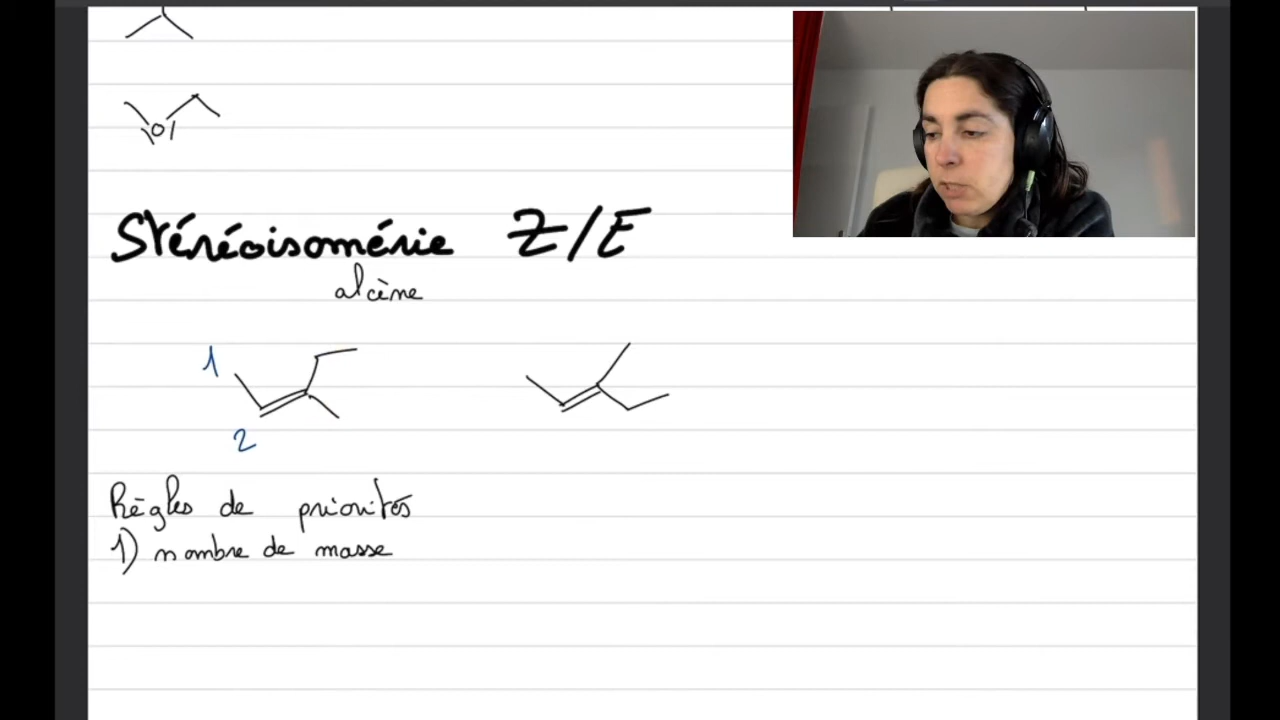 \O/
Stéréoisomérie Z/E
alcène
1
2
Règles de priorités
1) nombre de masse